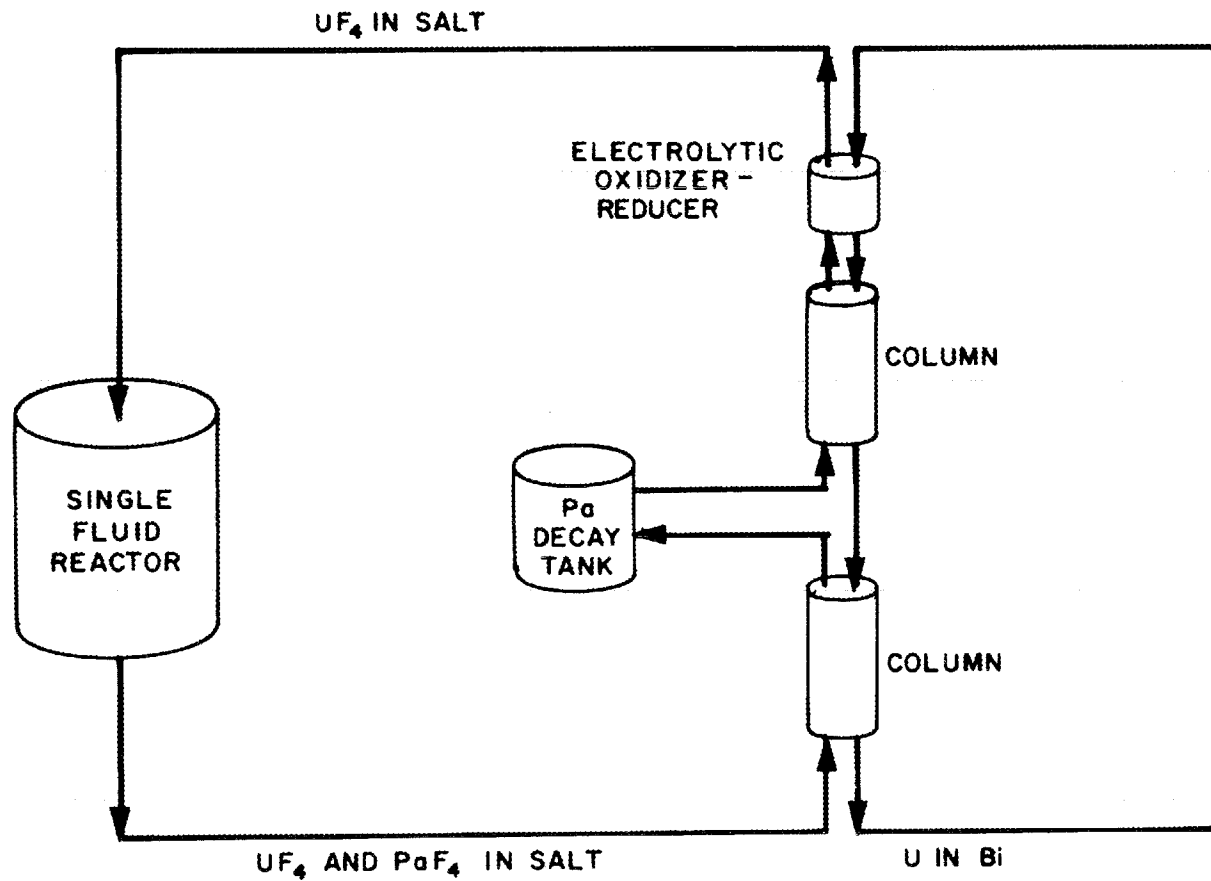 UF₄ IN SALT
ELECTROLYTIC
OXIDIZER -
REDUCER
COLUMN
SINGLE
FLUID
REACTOR
Pa
DECAY
TANK
COLUMN
UF₄ AND PaF₄ IN SALT
U IN Bi